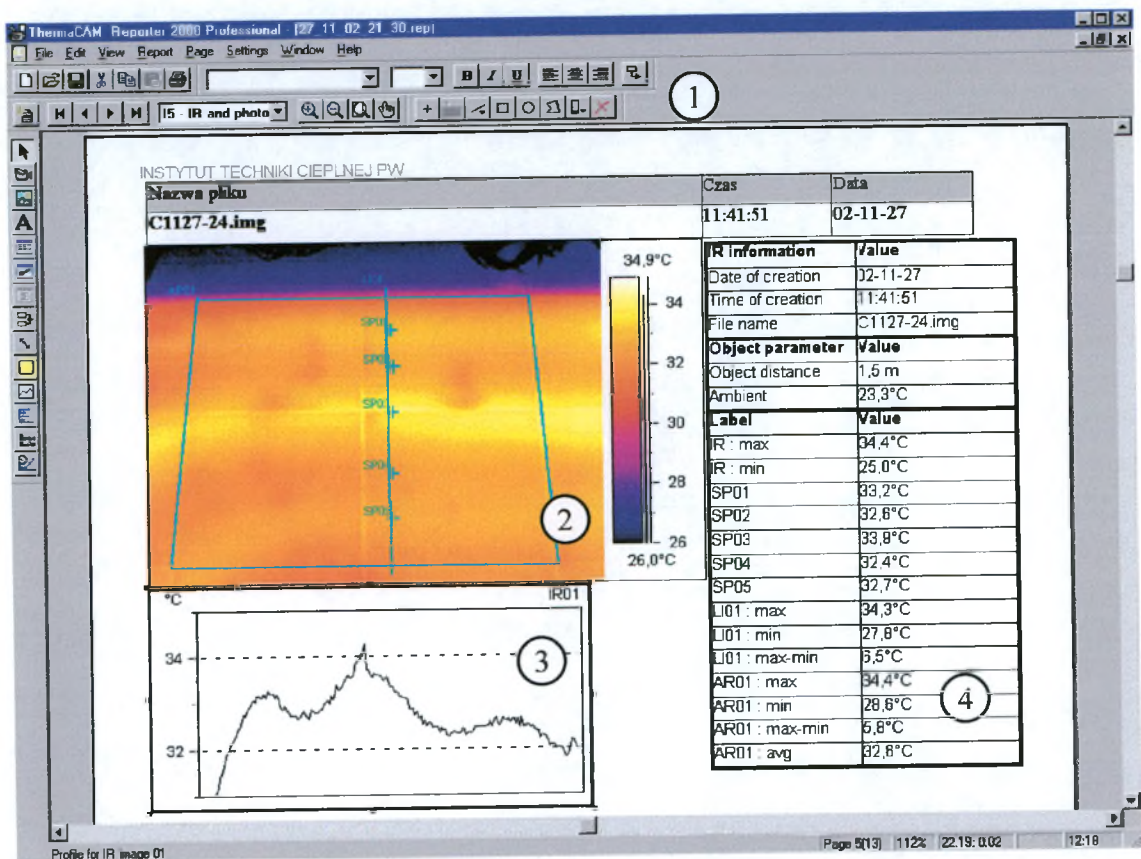 ThermaCAM Reporter 2000 Professional - [27_11_02_21_30.rep]
File Edit View Report Page Settings Window Help
B I U
1
I5 - IR and photo
INSTYTUT TECHNIKI CIEPLNEJ PW
Nazwa pliku Czas Data
C1127-24.img 11:41:51 02-11-27
34,9°C
34
32
30
28
26
26,0°C
SP01
SP02
SP03
SP04
SP05
2
IR information Value
Date of creation 02-11-27
Time of creation 11:41:51
File name C1127-24.img
Object parameter Value
Object distance 1,5 m
Ambient 23,3°C
Label Value
IR : max 34,4°C
IR : min 25,0°C
SP01 33,2°C
SP02 32,8°C
SP03 33,8°C
SP04 32,4°C
SP05 32,7°C
LI01 : max 34,3°C
LI01 : min 27,8°C
LI01 : max-min 6,5°C
AR01 : max 34,4°C
AR01 : min 28,6°C
AR01 : max-min 5,8°C
AR01 : avg 32,8°C
4
°C IR01
34
32
3
Profile for IR image 01 Page 5(13) 112% 22.19: 0.02 12:18